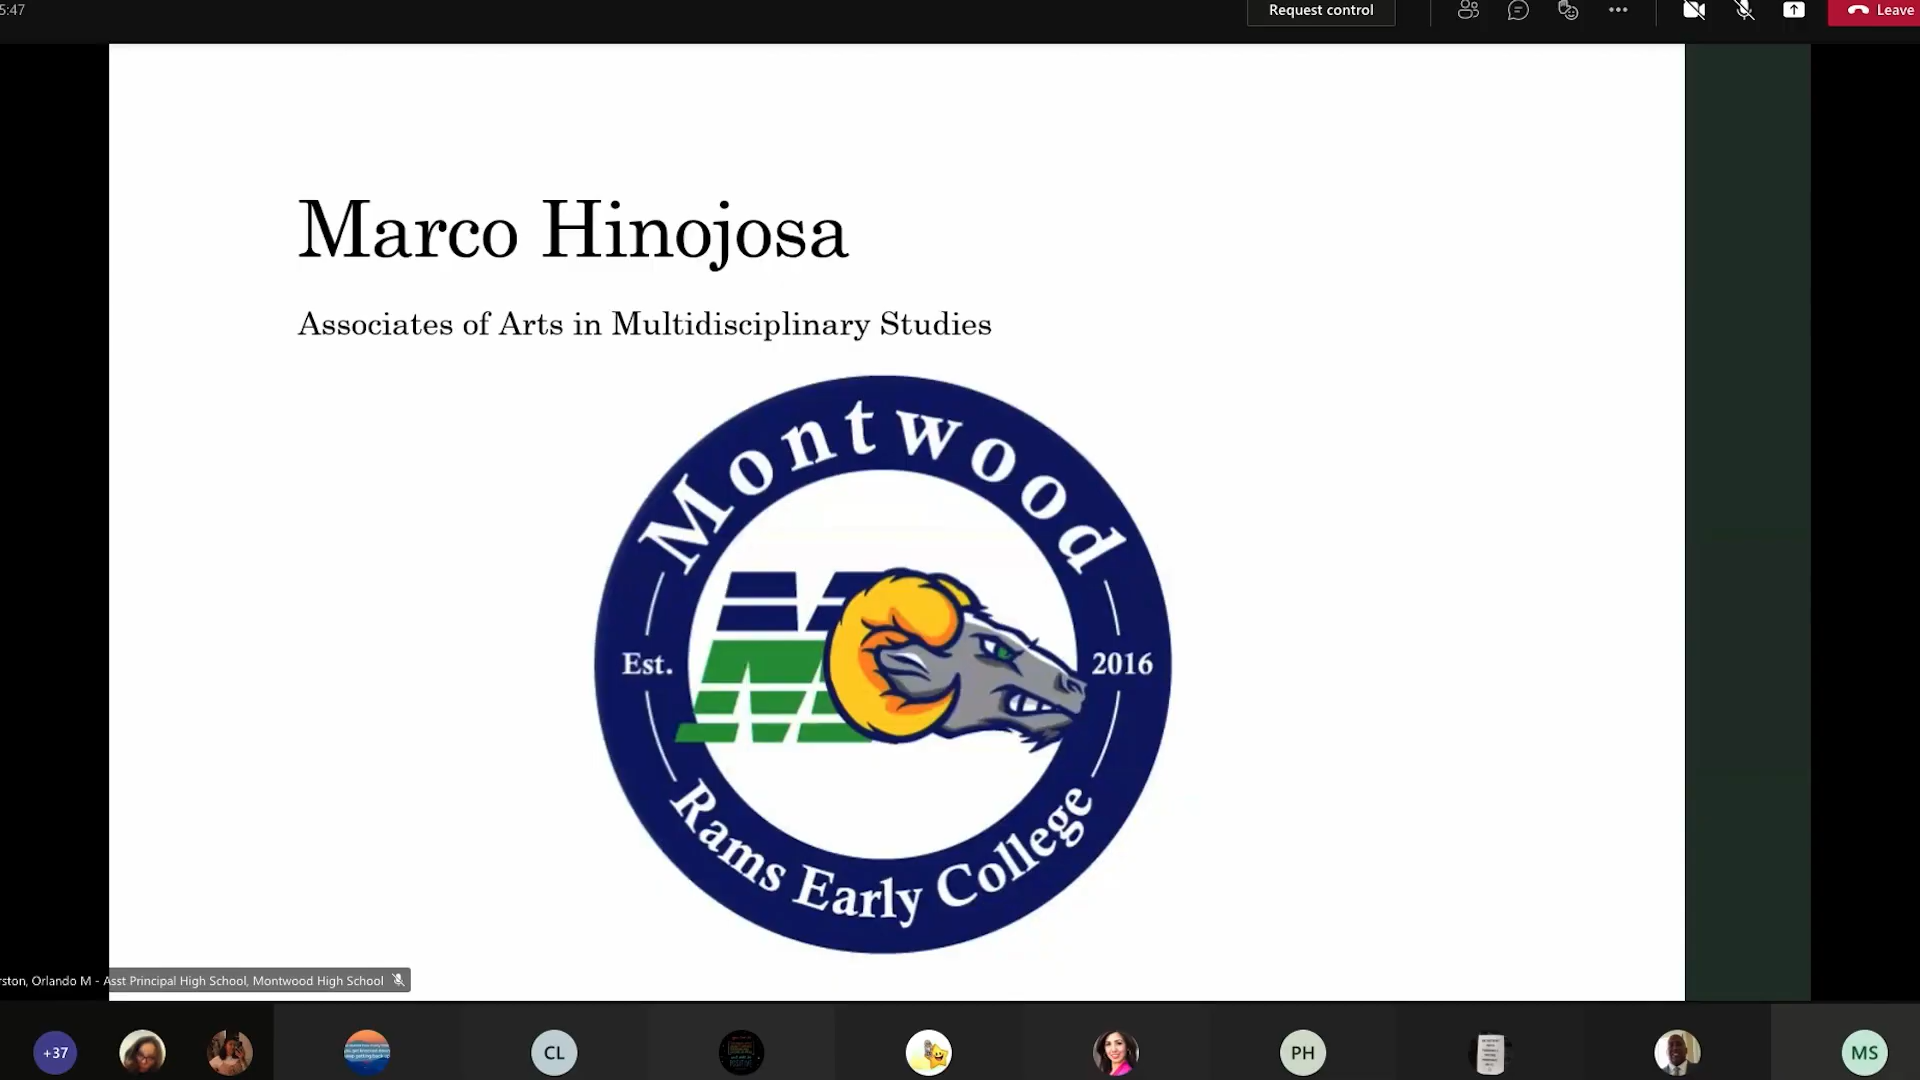 5:47
Request control
Leave
Marco Hinojosa
Associates of Arts in Multidisciplinary Studies
Montwood
Est. 2016
Rams Early College
rston, Orlando M - Asst Principal High School, Montwood High School
+37
CL
PH
MS